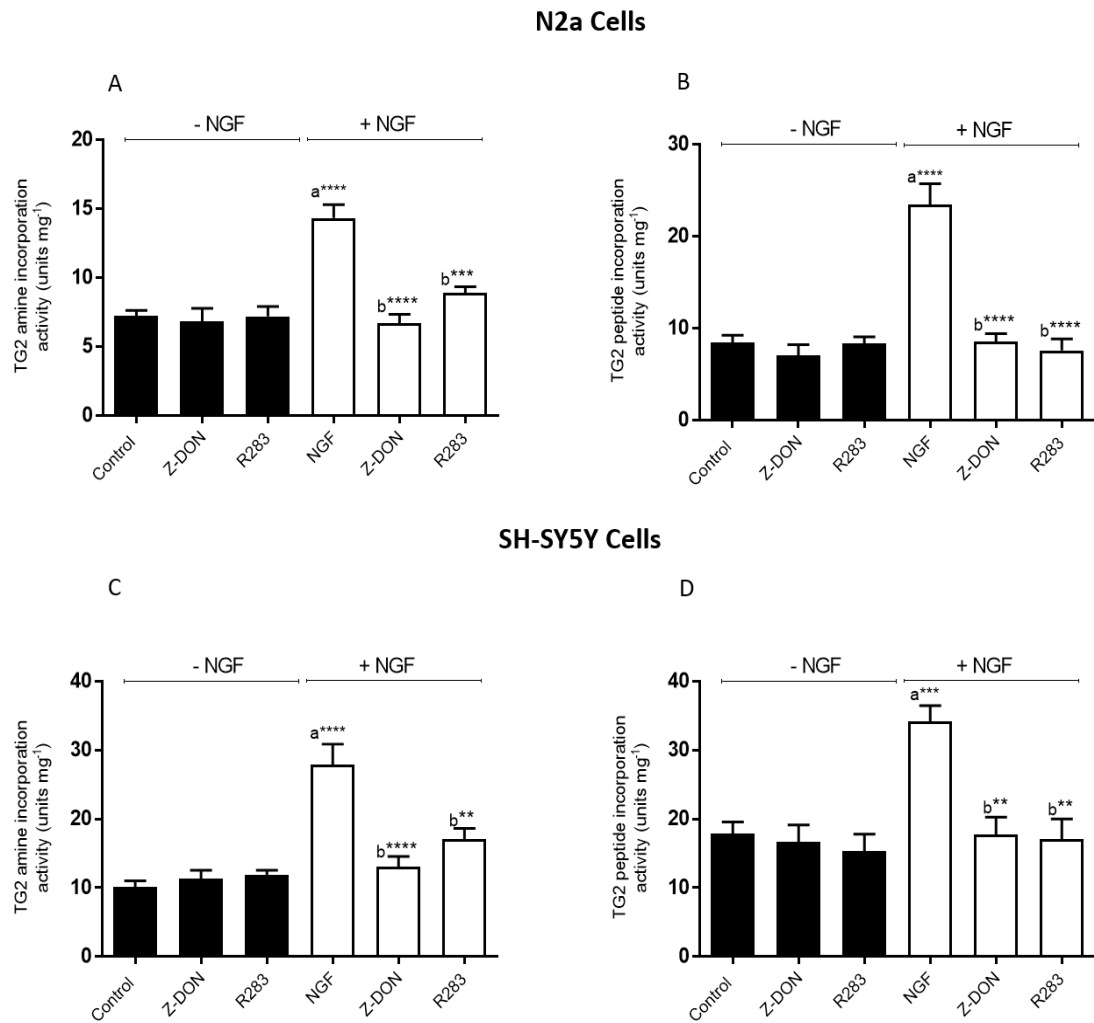 N2a Cells
A
- NGF + NGF
TG2 amine incorporation
activity (units mg-1)
20
15
10
5
0
a****
b****
b***
Control Z-DON R283 NGF Z-DON R283
B
- NGF + NGF
TG2 peptide incorporation
activity (units mg-1)
30
20
10
0
a****
b****
b****
Control Z-DON R283 NGF Z-DON R283
SH-SY5Y Cells
C
- NGF + NGF
TG2 amine incorporation
activity (units mg-1)
40
30
20
10
0
a****
b****
b**
Control Z-DON R283 NGF Z-DON R283
D
- NGF + NGF
TG2 peptide incorporation
activity (units mg-1)
40
30
20
10
0
a***
b**
b**
Control Z-DON R283 NGF Z-DON R283